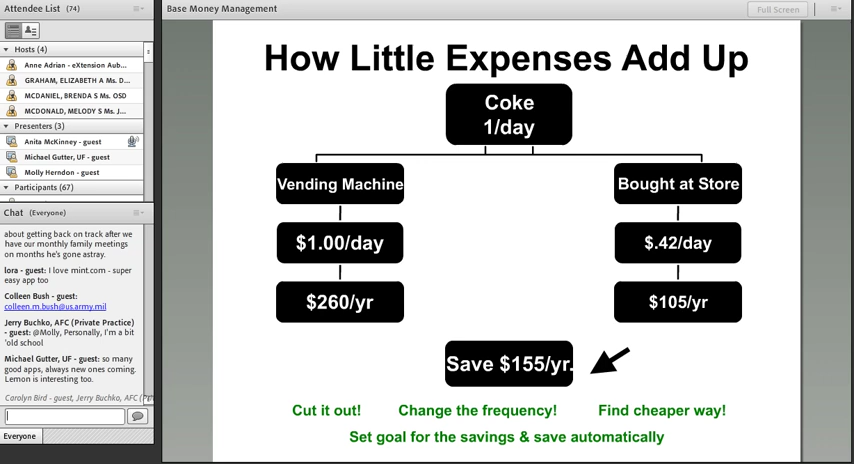 Attendee List (74)
Hosts (4)
Anne Adrian - eXtension Aub...
GRAHAM, ELIZABETH A Ms. D...
MCDANIEL, BRENDA S Ms. OSD
MCDONALD, MELODY S Ms. J...
Presenters (3)
Anita McKinney - guest
Michael Gutter, UF - guest
Molly Herndon - guest
Participants (67)
Chat (Everyone)
about getting back on track after we
have our monthly family meetings
on months he's gone astray.
lora - guest: I love mint.com - super
easy app too
Colleen Bush - guest:
colleen.m.bush@us.army.mil
Jerry Buchko, AFC (Private Practice)
- guest: @Molly, Personally, I'm a bit
'old school
Michael Gutter, UF - guest: so many
good apps, always new ones coming.
Lemon is interesting too.
Carolyn Bird - guest, Jerry Buchko, AFC (
Everyone
Base Money Management
Full Screen
How Little Expenses Add Up
Coke
1/day
Vending Machine
Bought at Store
$1.00/day
$.42/day
$260/yr
$105/yr
Save $155/yr.
Cut it out! Change the frequency! Find cheaper way!
Set goal for the savings & save automatically